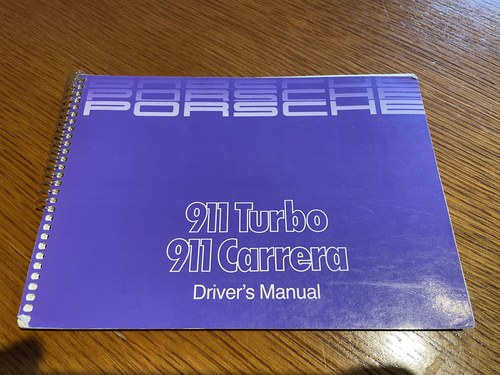 PORSCHE
PORSCHE
PORSCHE
911 Turbo
911 Carrera
Driver's Manual